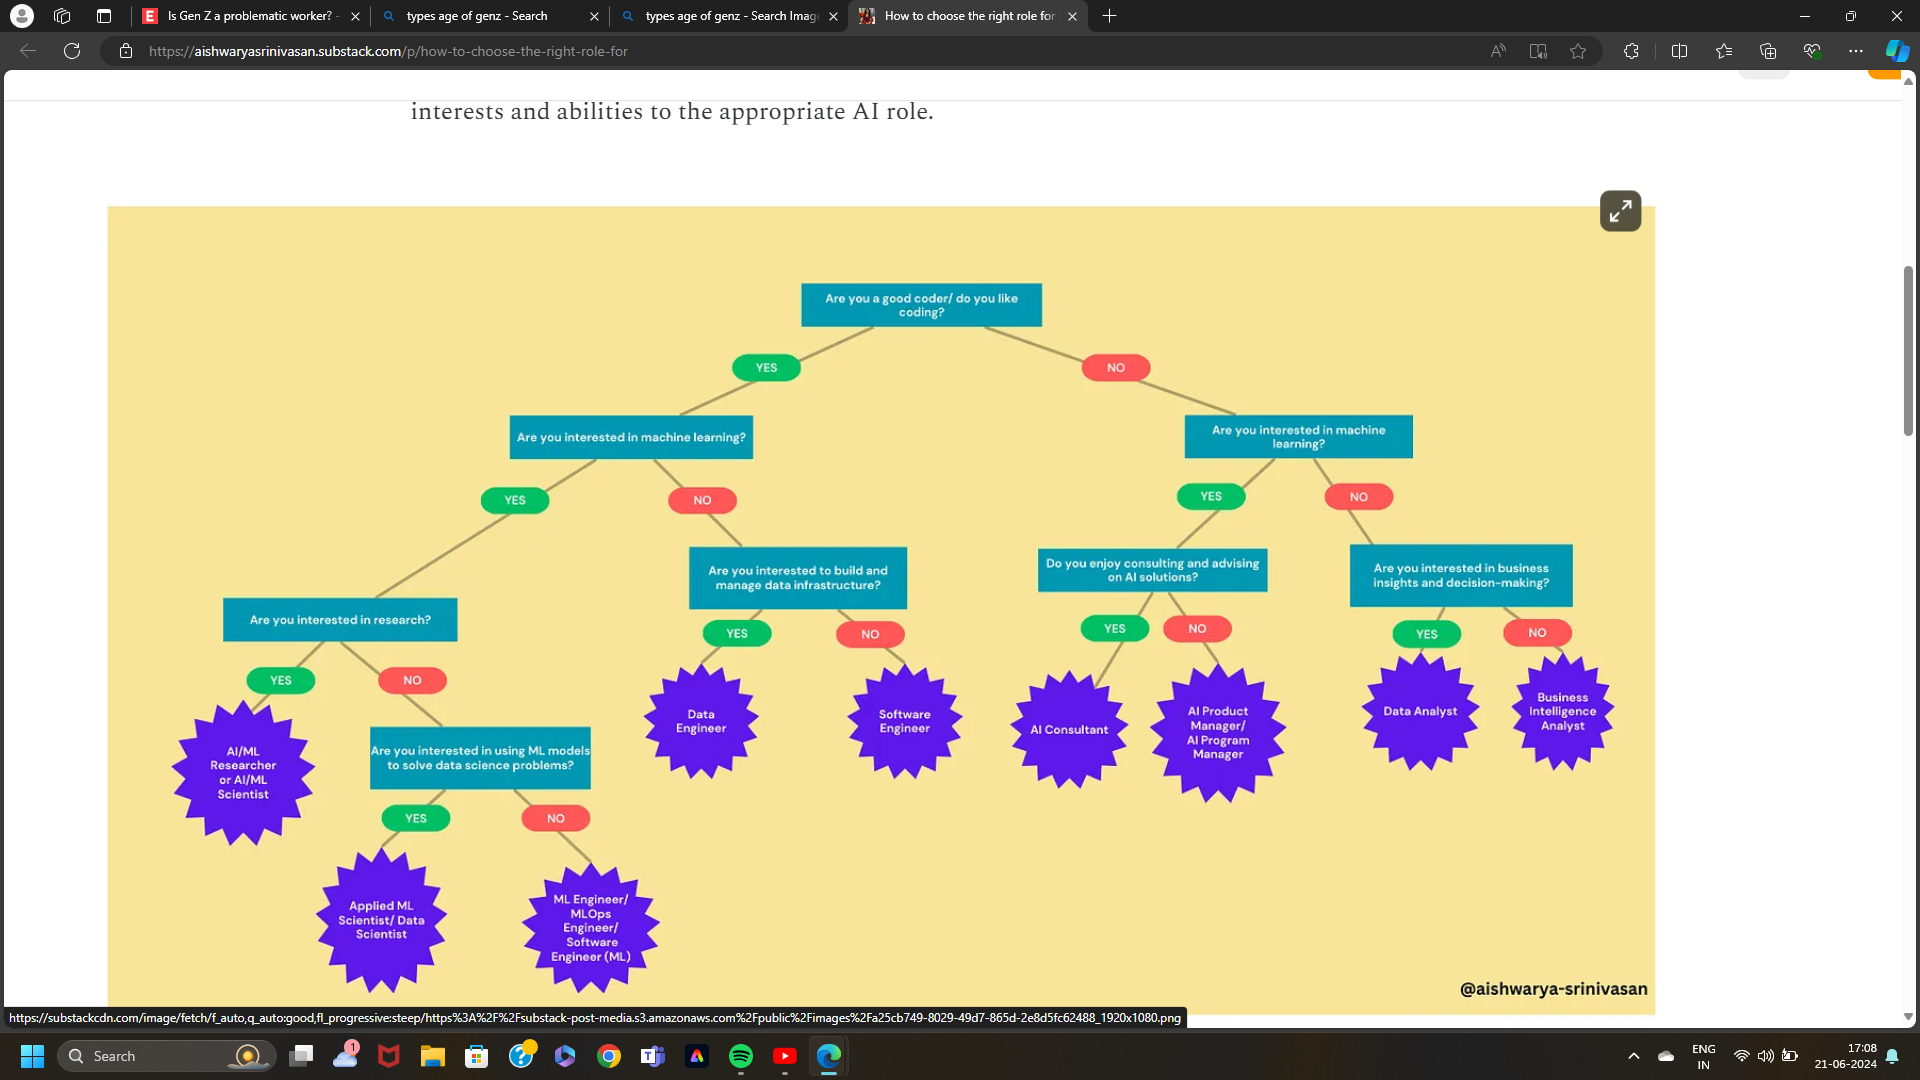 Is Gen Z a problematic worker? -
types age of genz - Search
types age of genz - Search Imag
How to choose the right role for
https://aishwaryasrinivasan.substack.com/p/how-to-choose-the-right-role-for
interests and abilities to the appropriate AI role.
Are you a good coder/ do you like
coding?
YES
NO
Are you interested in machine learning?
Are you interested in machine
learning?
YES
NO
YES
NO
Are you interested to build and
manage data infrastructure?
Do you enjoy consulting and advising
on AI solutions?
Are you interested in business
insights and decision-making?
Are you interested in research?
YES
NO
YES
NO
YES
NO
YES
NO
Data
Engineer
Software
Engineer
AI Consultant
AI Product
Manager/
AI Program
Manager
Data Analyst
Business
Intelligence
Analyst
AI/ML
Researcher
or AI/ML
Scientist
Are you interested in using ML models
to solve data science problems?
YES
NO
Applied ML
Scientist/ Data
Scientist
ML Engineer/
MLOps
Engineer/
Software
Engineer (ML)
@aishwarya-srinivasan
https://substackcdn.com/image/fetch/f_auto,q_auto:good,fl_progressive:steep/https%3A%2F%2Fsubstack-post-media.s3.amazonaws.com%2Fpublic%2Fimages%2Fa25cb749-8029-49d7-865d-2e8d5fc62488_1920x1080.png
Search
1
ENG
IN
17:08
21-06-2024